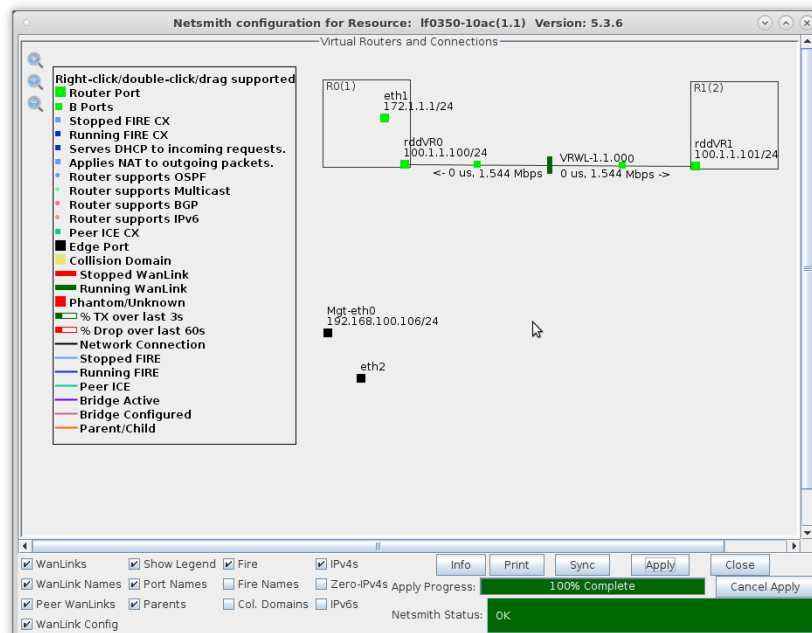 Netsmith configuration for Resource: lf0350-10ac(1.1) Version: 5.3.6
Virtual Routers and Connections
Right-click/double-click/drag supported
Router Port
B Ports
Stopped FIRE CX
Running FIRE CX
Serves DHCP to incoming requests.
Applies NAT to outgoing packets.
Router supports OSPF
Router supports Multicast
Router supports BGP
Router supports IPv6
Peer ICE CX
Edge Port
Collision Domain
Stopped WanLink
Running WanLink
Phantom/Unknown
% TX over last 3s
% Drop over last 60s
Network Connection
Stopped FIRE
Running FIRE
Peer ICE
Bridge Active
Bridge Configured
Parent/Child
R0(1)
eth1
172.1.1.1/24
rddVR0
100.1.1.100/24
VRWL-1.1.000
<- 0 us, 1.544 Mbps
0 us, 1.544 Mbps ->
R1(2)
rddVR1
100.1.1.101/24
Mgt-eth0
192.168.100.106/24
eth2
WanLinks Show Legend Fire IPv4s Info Print Sync Apply Close
WanLink Names Port Names Fire Names Zero-IPv4s Apply Progress: 100% Complete Cancel Apply
Peer WanLinks Parents Col. Domains IPv6s Netsmith Status: OK
WanLink Config